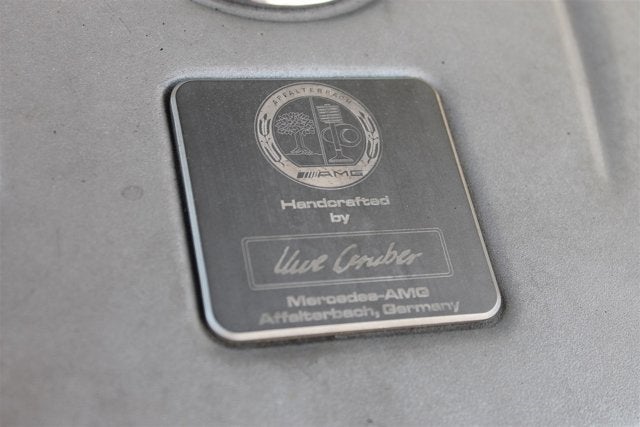 AFFALTERBACH
AMG
Handcrafted
by
Uwe Gruber
Mercedes-AMG
Affalterbach, Germany